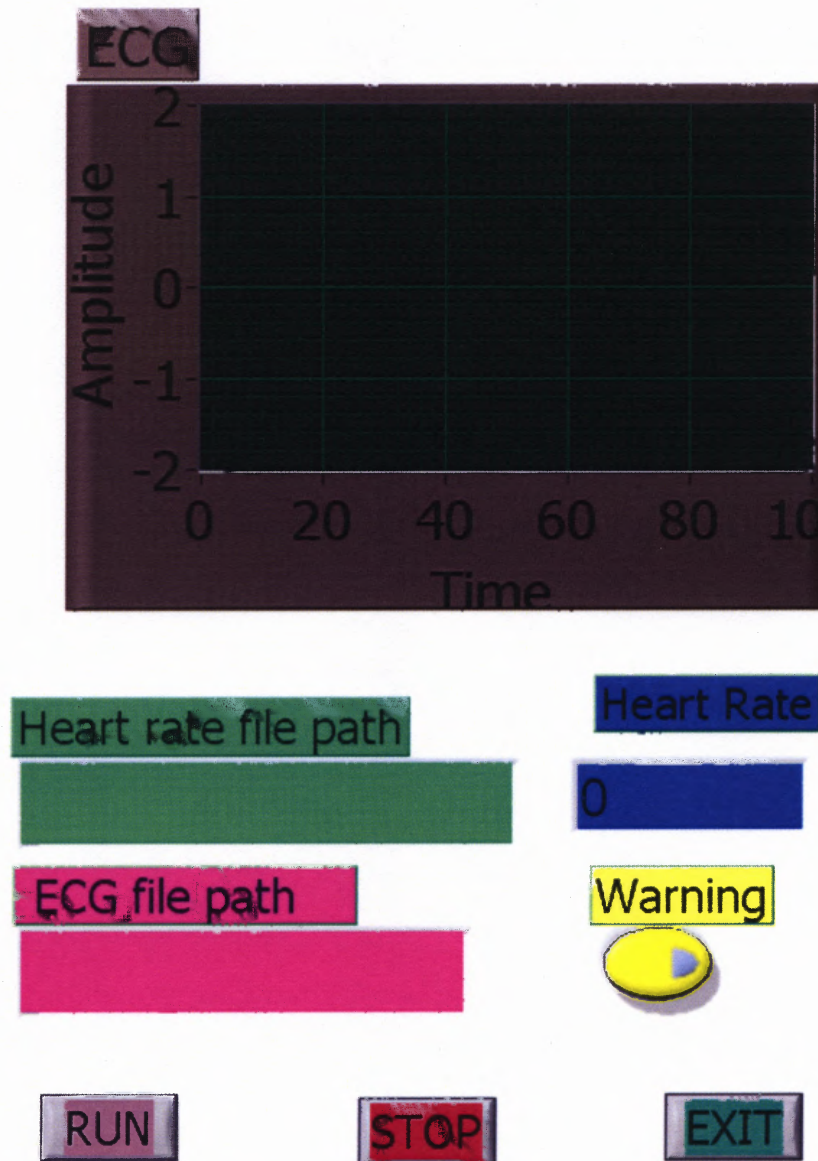 ECG
2
1
0
-1
-2
Amplitude
0 20 40 60 80 10
Time
Heart rate file path
Heart Rate
0
ECG file path
Warning
RUN STOP EXIT